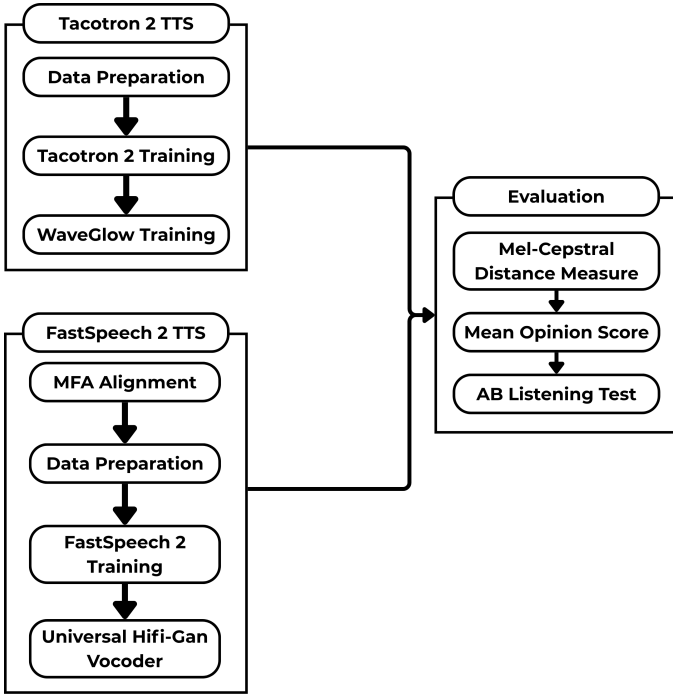 Tacotron 2 TTS
Data Preparation
Tacotron 2 Training
WaveGlow Training
FastSpeech 2 TTS
MFA Alignment
Data Preparation
FastSpeech 2
Training
Universal Hifi-Gan
Vocoder
Evaluation
Mel-Cepstral
Distance Measure
Mean Opinion Score
AB Listening Test